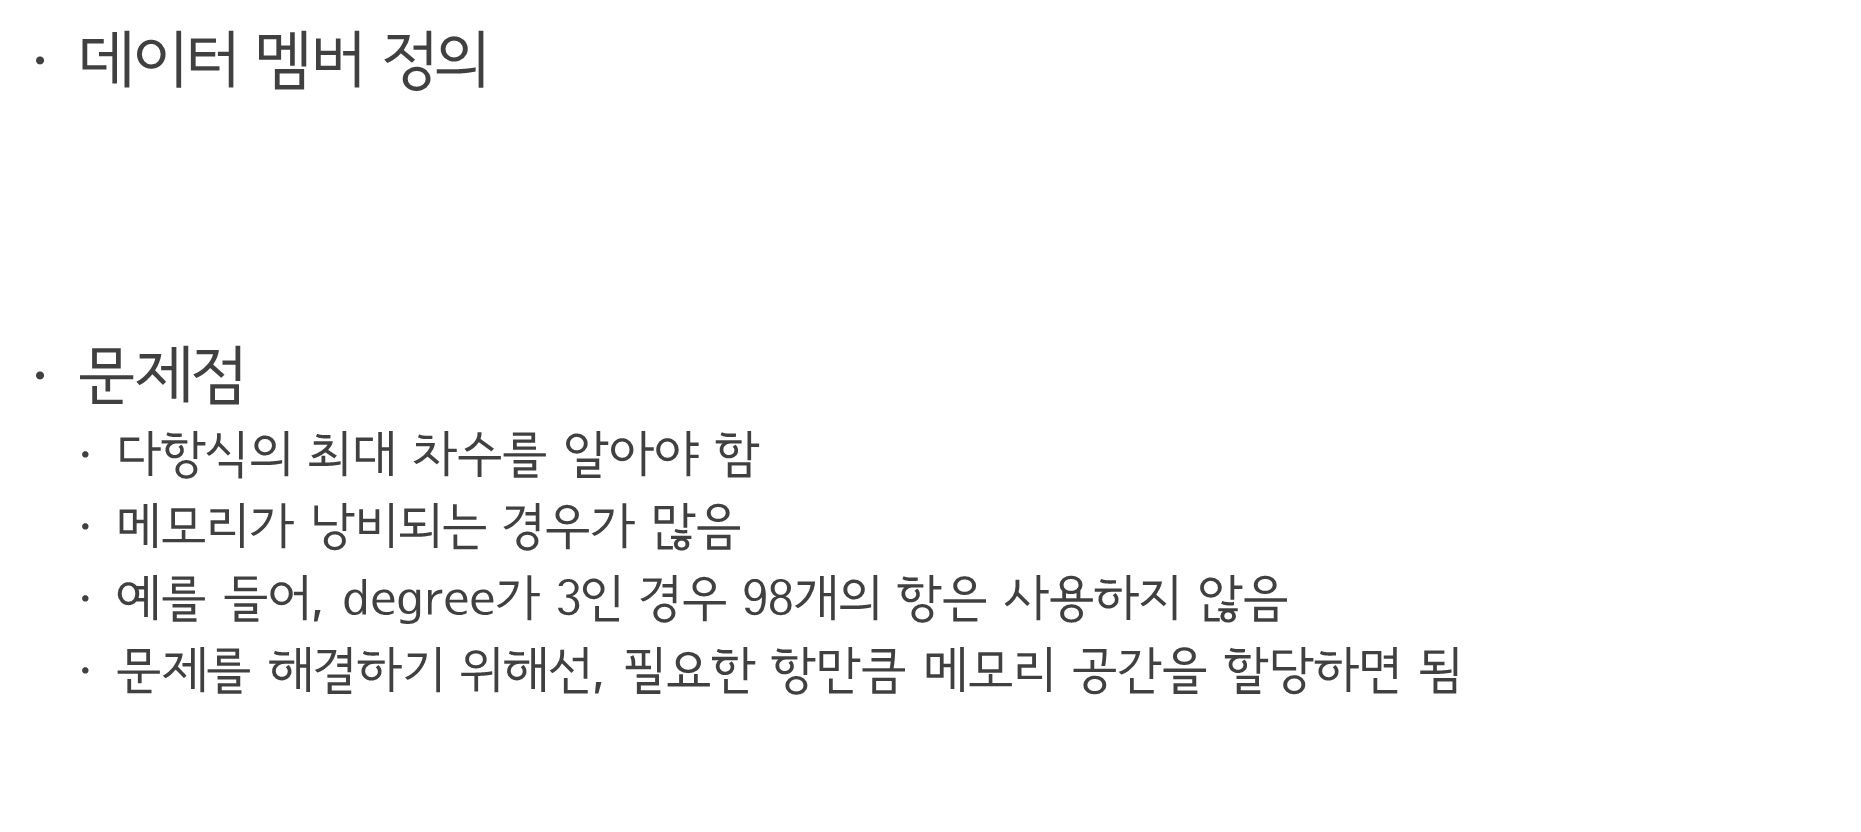 · 데이터 멤버 정의
· 문제점
· 다항식의 최대 차수를 알아야 함
· 메모리가 낭비되는 경우가 많음
· 예를 들어, degree가 3인 경우 98개의 항은 사용하지 않음
· 문제를 해결하기 위해선, 필요한 항만큼 메모리 공간을 할당하면 됨